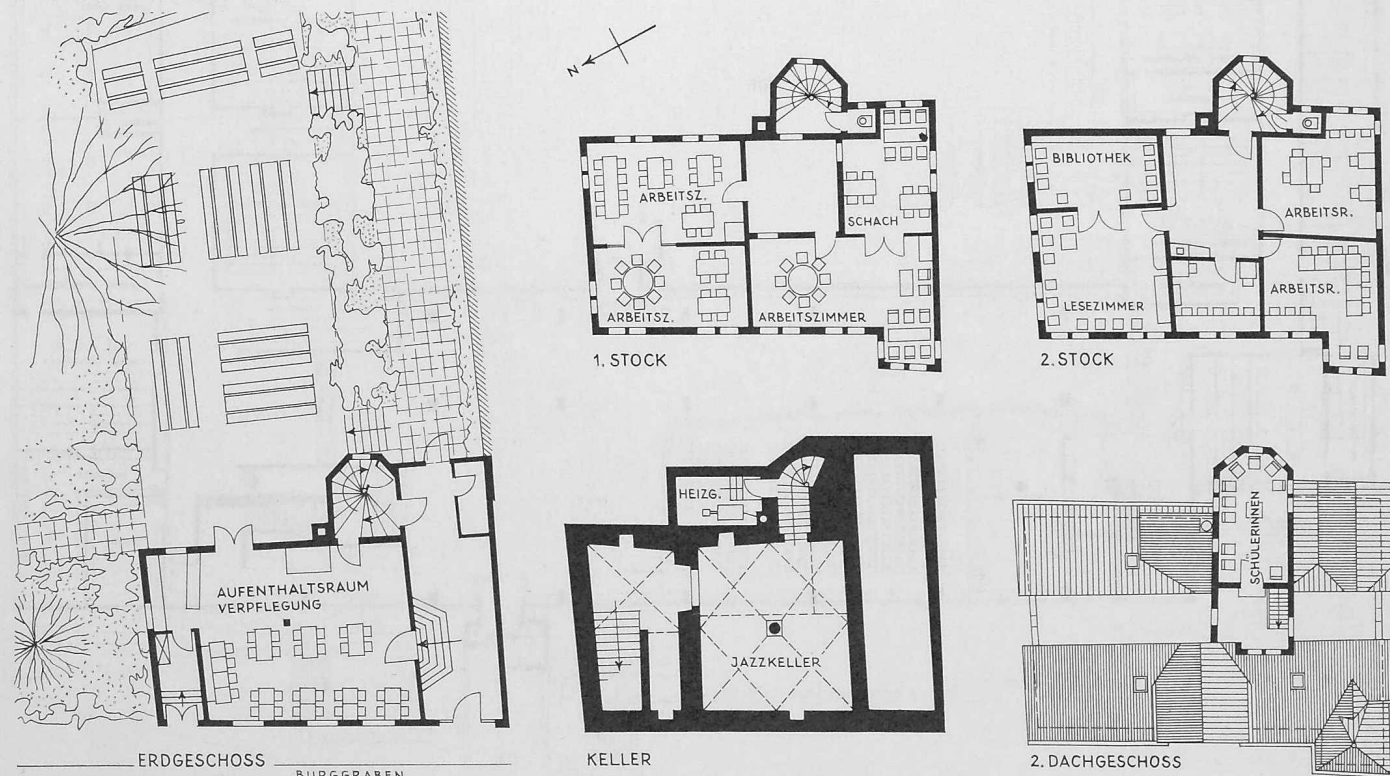 N
ARBEITSZ.
SCHACH
ARBEITSZ.
ARBEITSZIMMER
1. STOCK
BIBLIOTHEK
ARBEITSR.
LESEZIMMER
ARBEITSR.
2. STOCK
AUFENTHALTSRAUM
VERPFLEGUNG
ERDGESCHOSS
BURGGRABEN
HEIZG.
JAZZKELLER
KELLER
SCHÜLERINNEN
2. DACHGESCHOSS